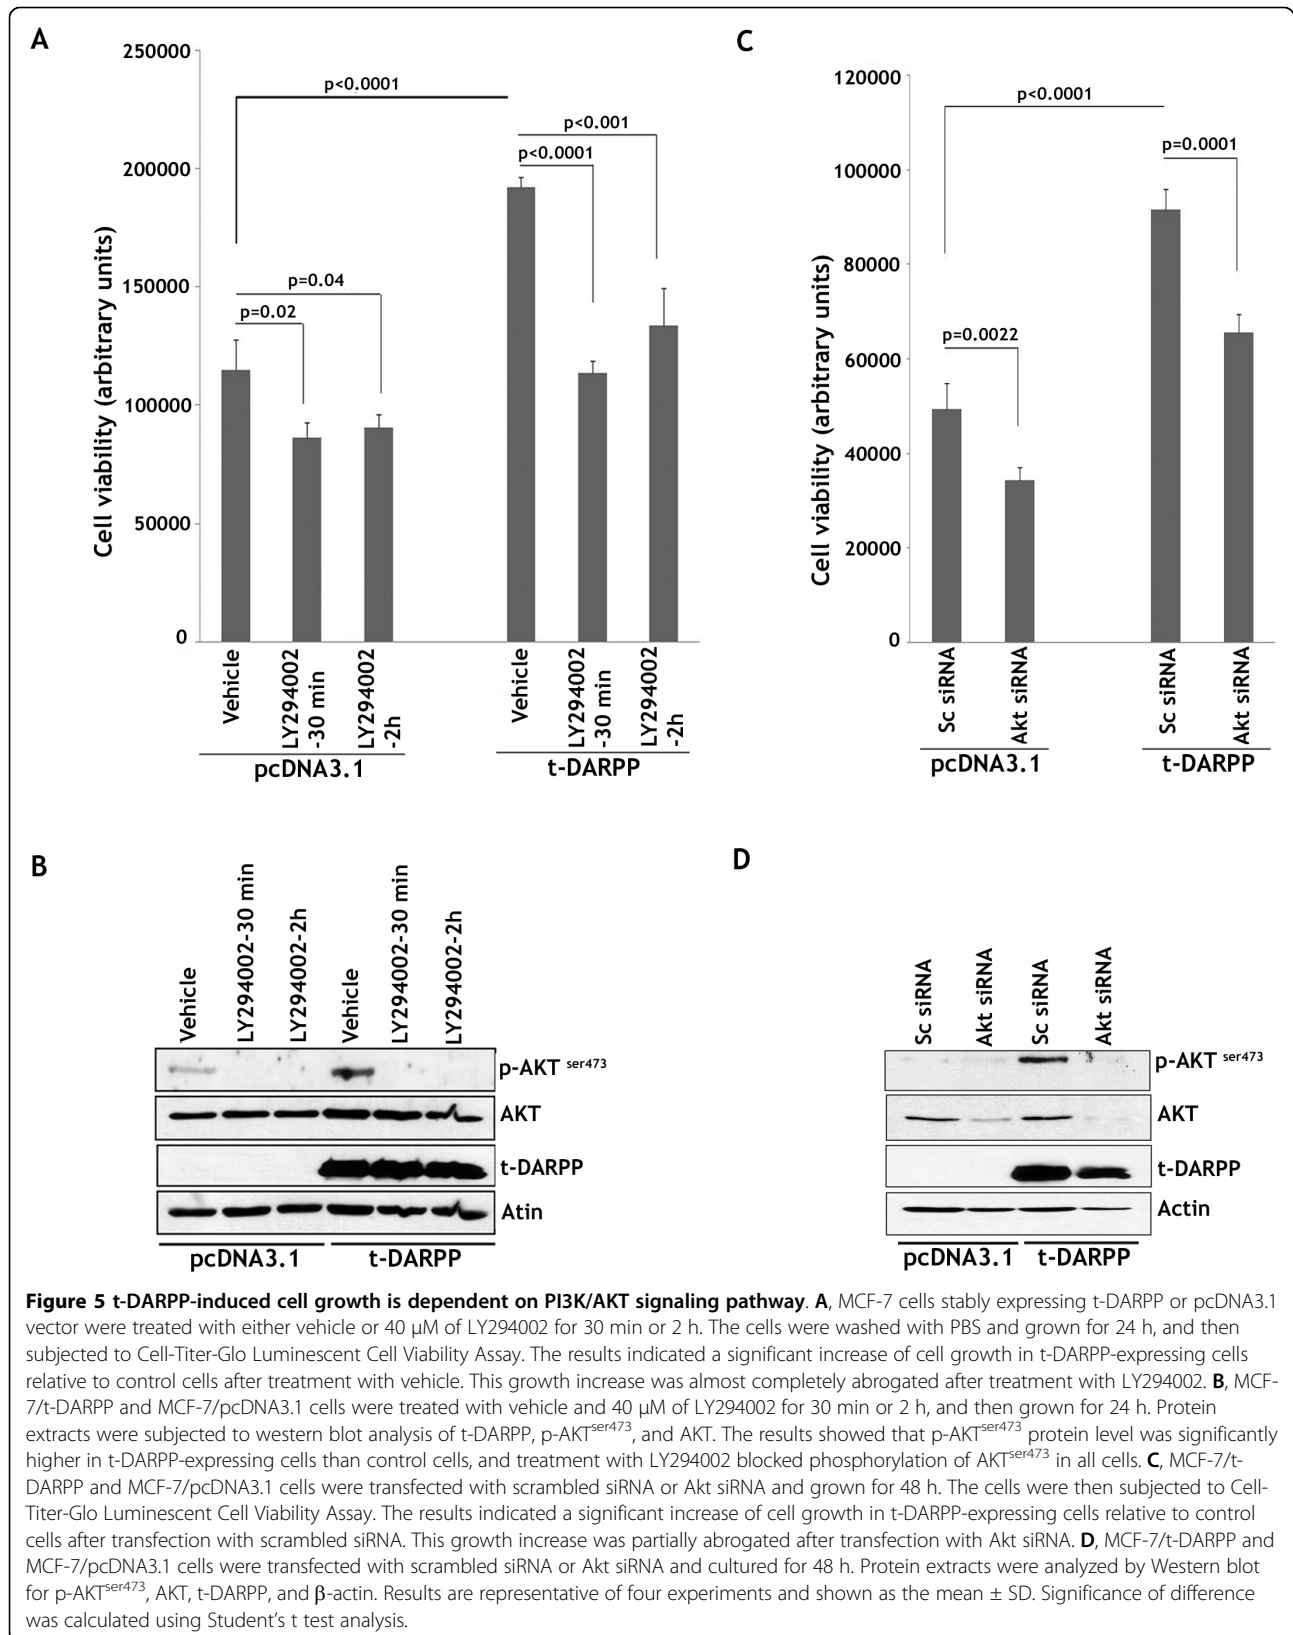 A
250000
200000
150000
100000
50000
0
Cell viability (arbitrary units)
p<0.0001
p<0.001
p<0.0001
p=0.04
p=0.02
Vehicle
LY294002
-30 min
LY294002
-2h
Vehicle
LY294002
-30 min
LY294002
-2h
pcDNA3.1
t-DARPP
C
120000
100000
80000
60000
40000
20000
0
Cell viability (arbitrary units)
p<0.0001
p=0.0001
p=0.0022
Sc siRNA
Akt siRNA
Sc siRNA
Akt siRNA
pcDNA3.1
t-DARPP
B
Vehicle
LY294002-30 min
LY294002-2h
Vehicle
LY294002-30 min
LY294002-2h
p-AKT ser473
AKT
t-DARPP
Atin
pcDNA3.1
t-DARPP
D
Sc siRNA
Akt siRNA
Sc siRNA
Akt siRNA
p-AKT ser473
AKT
t-DARPP
Actin
pcDNA3.1
t-DARPP
Figure 5 t-DARPP-induced cell growth is dependent on PI3K/AKT signaling pathway. A, MCF-7 cells stably expressing t-DARPP or pcDNA3.1
vector were treated with either vehicle or 40 μM of LY294002 for 30 min or 2 h. The cells were washed with PBS and grown for 24 h, and then
subjected to Cell-Titer-Glo Luminescent Cell Viability Assay. The results indicated a significant increase of cell growth in t-DARPP-expressing cells
relative to control cells after treatment with vehicle. This growth increase was almost completely abrogated after treatment with LY294002. B, MCF-
7/t-DARPP and MCF-7/pcDNA3.1 cells were treated with vehicle and 40 μM of LY294002 for 30 min or 2 h, and then grown for 24 h. Protein
extracts were subjected to western blot analysis of t-DARPP, p-AKTser473, and AKT. The results showed that p-AKTser473 protein level was significantly
higher in t-DARPP-expressing cells than control cells, and treatment with LY294002 blocked phosphorylation of AKTser473 in all cells. C, MCF-7/t-
DARPP and MCF-7/pcDNA3.1 cells were transfected with scrambled siRNA or Akt siRNA and grown for 48 h. The cells were then subjected to Cell-
Titer-Glo Luminescent Cell Viability Assay. The results indicated a significant increase of cell growth in t-DARPP-expressing cells relative to control
cells after transfection with scrambled siRNA. This growth increase was partially abrogated after transfection with Akt siRNA. D, MCF-7/t-DARPP and
MCF-7/pcDNA3.1 cells were transfected with scrambled siRNA or Akt siRNA and cultured for 48 h. Protein extracts were analyzed by Western blot
for p-AKTser473, AKT, t-DARPP, and β-actin. Results are representative of four experiments and shown as the mean ± SD. Significance of difference
was calculated using Student's t test analysis.